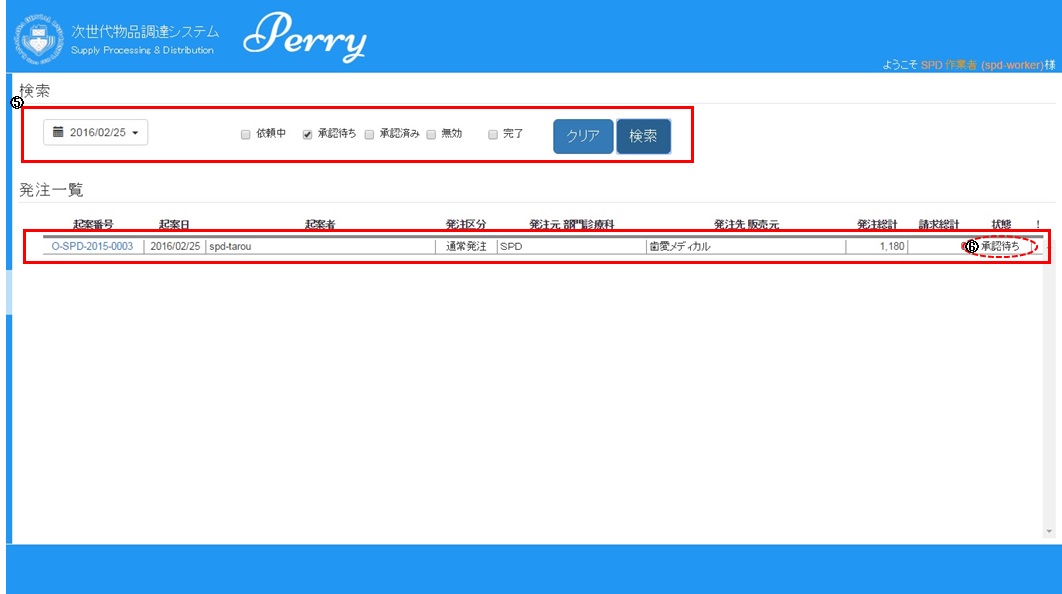 次世代物品調達システム
Supply Processing & Distribution
Perry
ようこそ SPD 作業者 (spd-worker)様
検索
⑤
2016/02/25
依頼中 承認待ち 承認済み 無効 完了 クリア 検索
発注一覧
起案番号 起案日 起案者 発注区分 発注元 部門診療科 発注先 販売元 発注総計 請求総計 状態 !
O-SPD-2015-0003 2016/02/25 spd-tarou 通常発注 SPD 歯愛メディカル 1,180 ⑥ 承認待ち